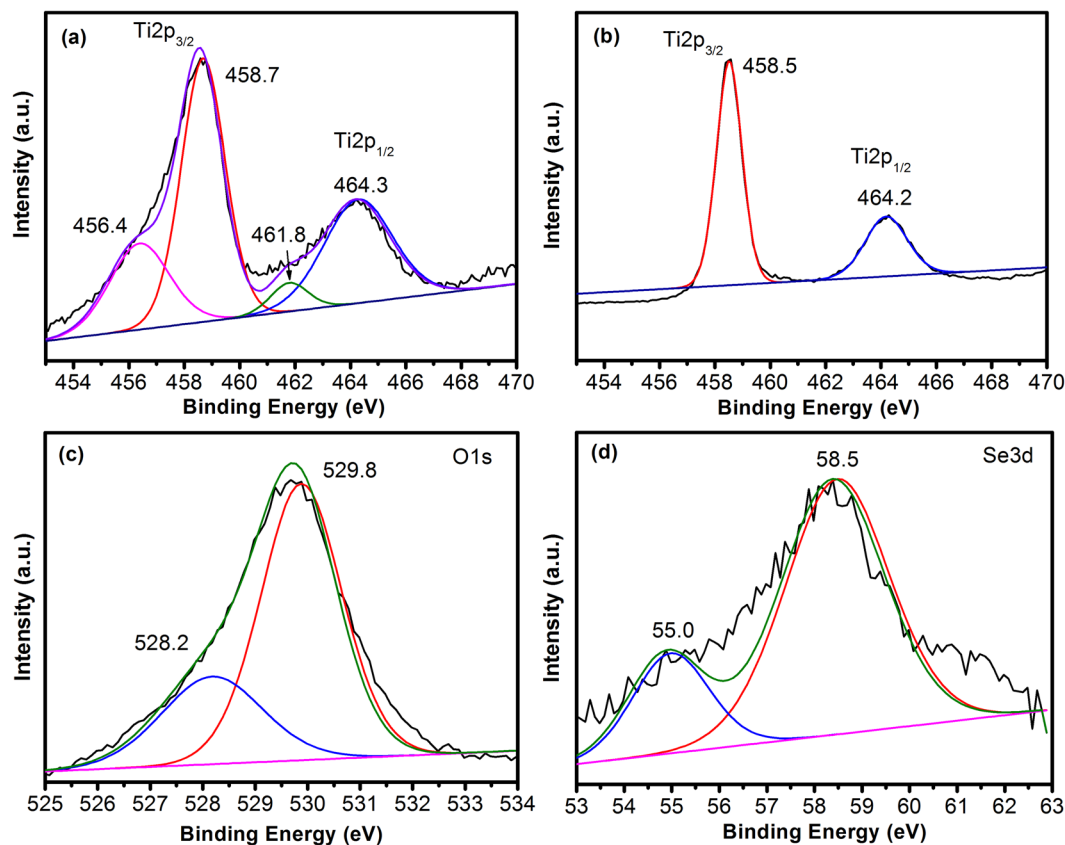 (a)
Ti2p3/2
458.7
Ti2p1/2
464.3
456.4
461.8
Intensity (a.u.)
454 456 458 460 462 464 466 468 470
Binding Energy (eV)
(b)
Ti2p3/2
458.5
Ti2p1/2
464.2
Intensity (a.u.)
454 456 458 460 462 464 466 468 470
Binding Energy (eV)
(c)
O1s
529.8
528.2
Intensity (a.u.)
525 526 527 528 529 530 531 532 533 534
Binding Energy (eV)
(d)
Se3d
58.5
55.0
Intensity (a.u.)
53 54 55 56 57 58 59 60 61 62 63
Binding Energy (eV)